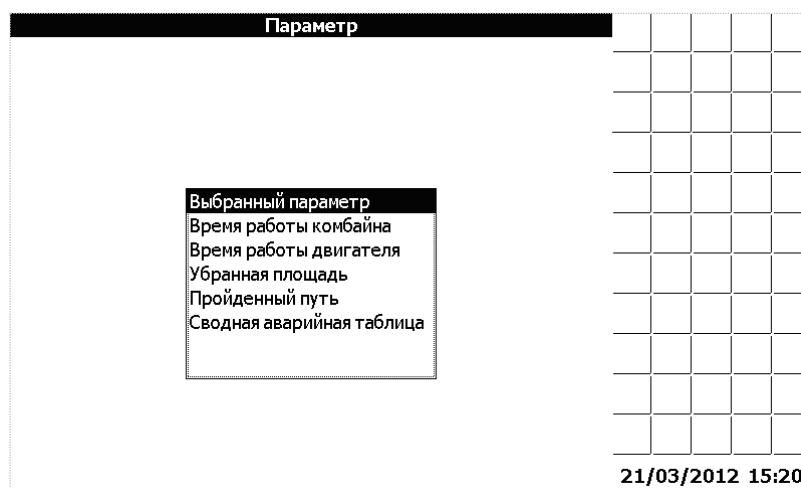 Параметр
Выбранный параметр
Время работы комбайна
Время работы двигателя
Убранная площадь
Пройденный путь
Сводная аварийная таблица
21/03/2012 15:20